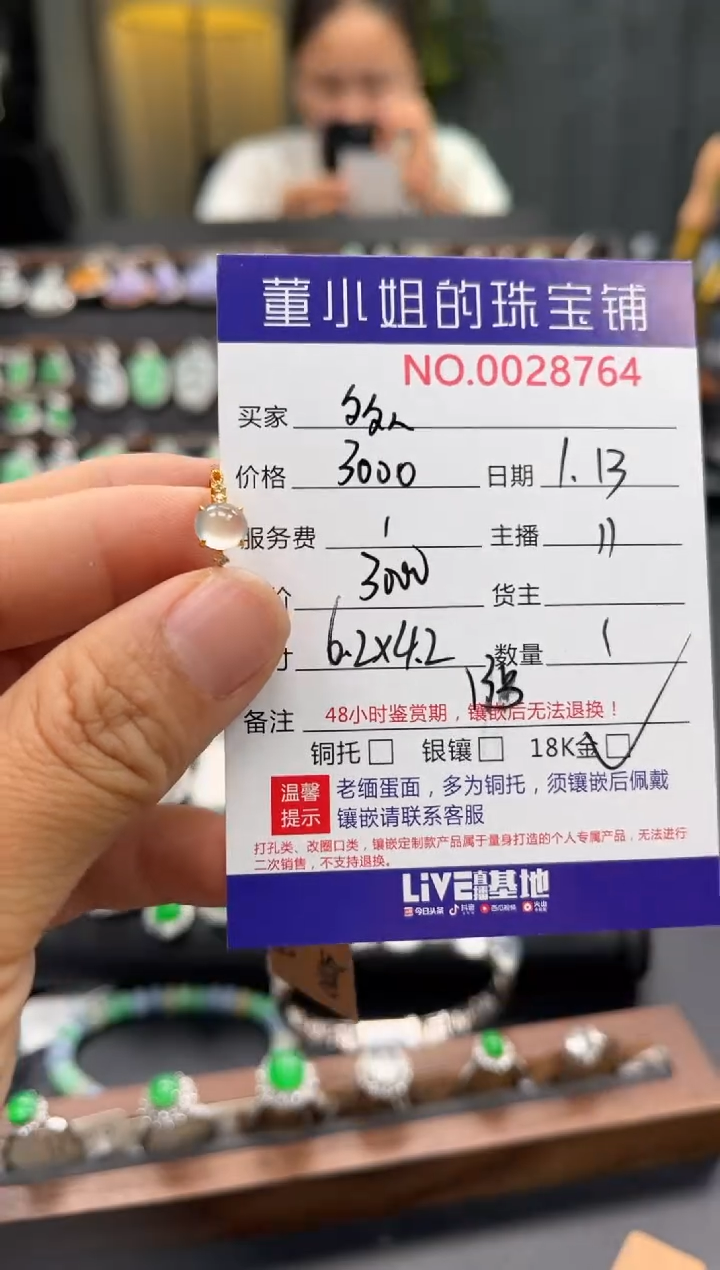 董小姐的珠宝铺
NO.0028764
买家
价格 3000 日期 1.13
服务费 1 主播 11
价 3000 货主
寸 6.2x4.2 数量 1
备注 48小时鉴赏期，镶嵌后无法退换！
铜托 银镶 18K金
温馨提示 老缅蛋面，多为铜托，须镶嵌后佩戴
镶嵌请联系客服
打孔类、改圈口类，镶嵌定制款产品属于量身打造的个人专属产品，无法进行
二次销售，不支持退换。
LiVE直播基地
今日头条 抖音 西瓜视频 火山